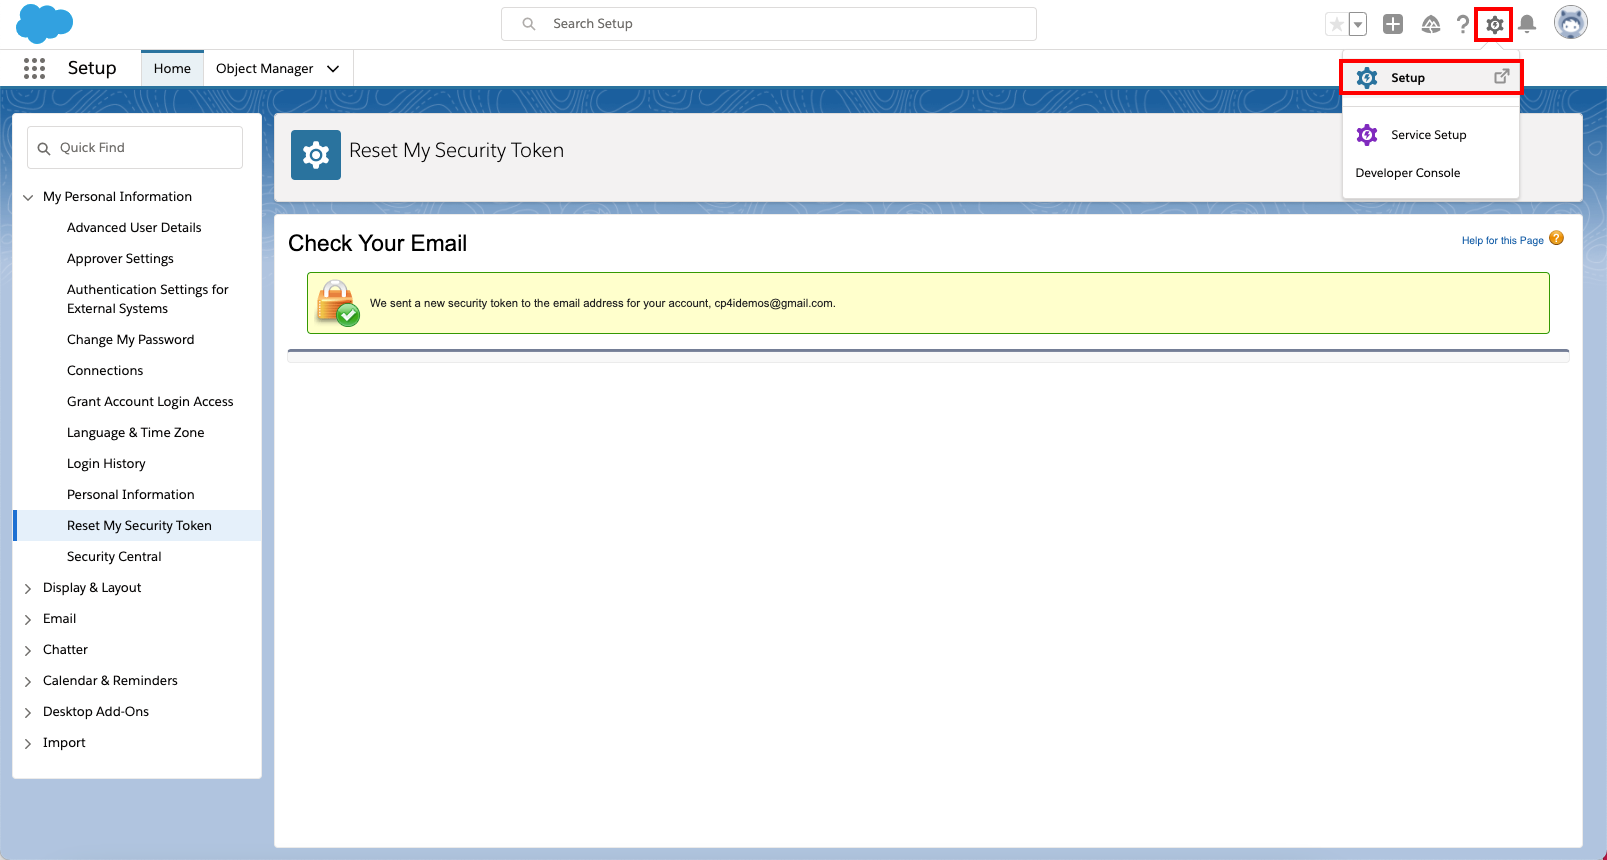 Search Setup
Setup
Home
Object Manager
Setup
Service Setup
Developer Console
Quick Find
My Personal Information
Advanced User Details
Approver Settings
Authentication Settings for
External Systems
Change My Password
Connections
Grant Account Login Access
Language & Time Zone
Login History
Personal Information
Reset My Security Token
Security Central
Display & Layout
Email
Chatter
Calendar & Reminders
Desktop Add-Ons
Import
Reset My Security Token
Check Your Email
Help for this Page
We sent a new security token to the email address for your account, cp4idemos@gmail.com.